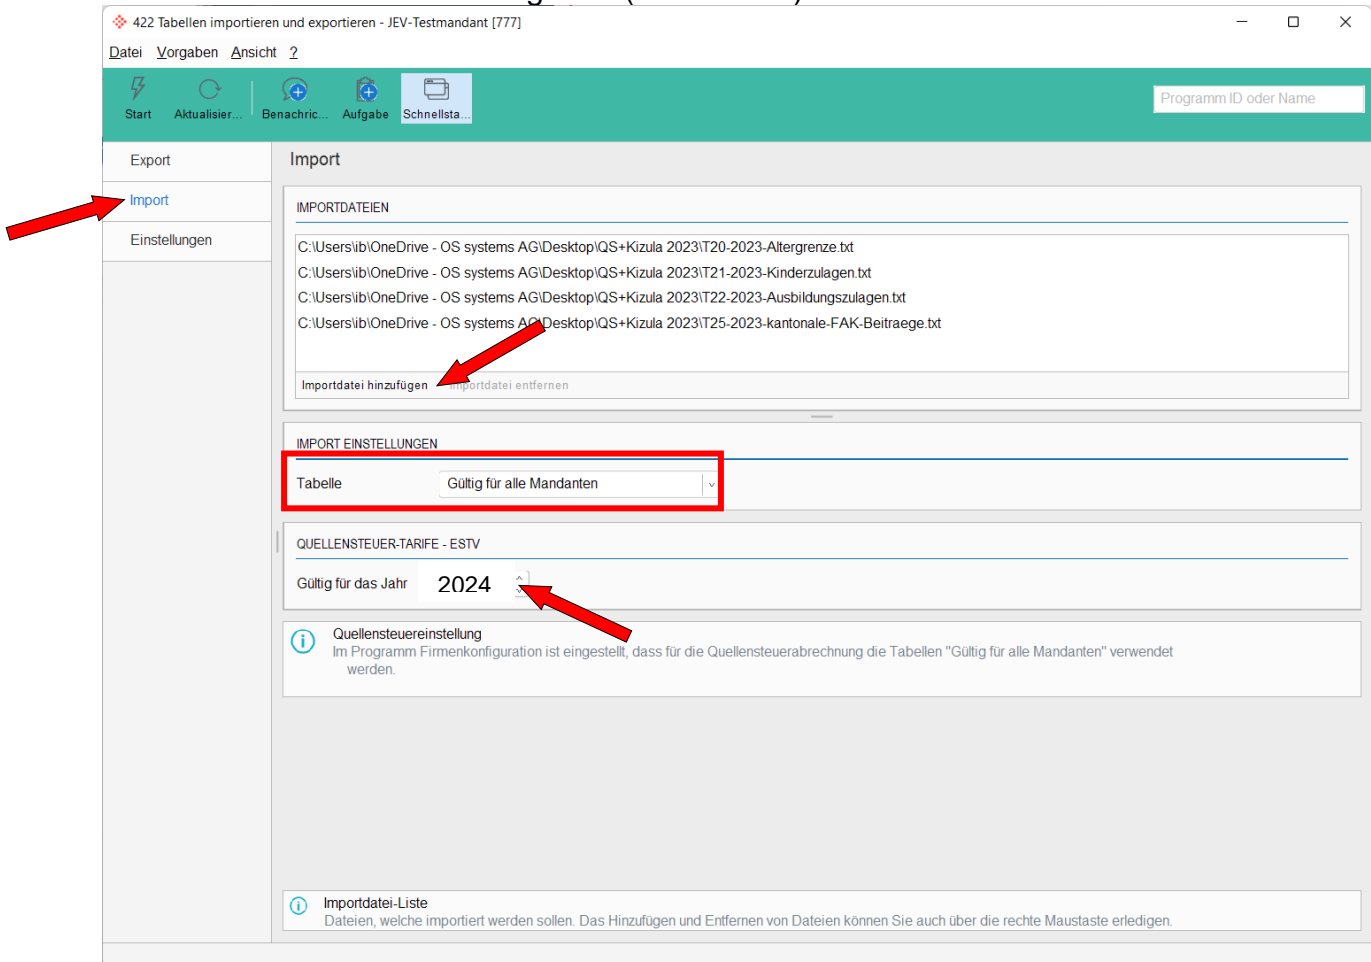 422 Tabellen importieren und exportieren - JEV-Testmandant [777]
Datei Vorgaben Ansicht ?
Start Aktualisier... Benachric... Aufgabe Schnellsta...
Programm ID oder Name
Export
Import
Import
Einstellungen
IMPORTDATEIEN
C:\Users\ib\OneDrive - OS systems AG\Desktop\QS+Kizula 2023\T20-2023-Altergrenze.txt
C:\Users\ib\OneDrive - OS systems AG\Desktop\QS+Kizula 2023\T21-2023-Kinderzulagen.txt
C:\Users\ib\OneDrive - OS systems AG\Desktop\QS+Kizula 2023\T22-2023-Ausbildungszulagen.txt
C:\Users\ib\OneDrive - OS systems AG\Desktop\QS+Kizula 2023\T25-2023-kantonale-FAK-Beitraege.txt
Importdatei hinzufügen Importdatei entfernen
IMPORT EINSTELLUNGEN
Tabelle Gültig für alle Mandanten
QUELLENSTEUER-TARIFE - ESTV
Gültig für das Jahr 2024
Quellensteuereinstellung
Im Programm Firmenkonfiguration ist eingestellt, dass für die Quellensteuerabrechnung die Tabellen "Gültig für alle Mandanten" verwendet
werden.
Importdatei-Liste
Dateien, welche importiert werden sollen. Das Hinzufügen und Entfernen von Dateien können Sie auch über die rechte Maustaste erledigen.